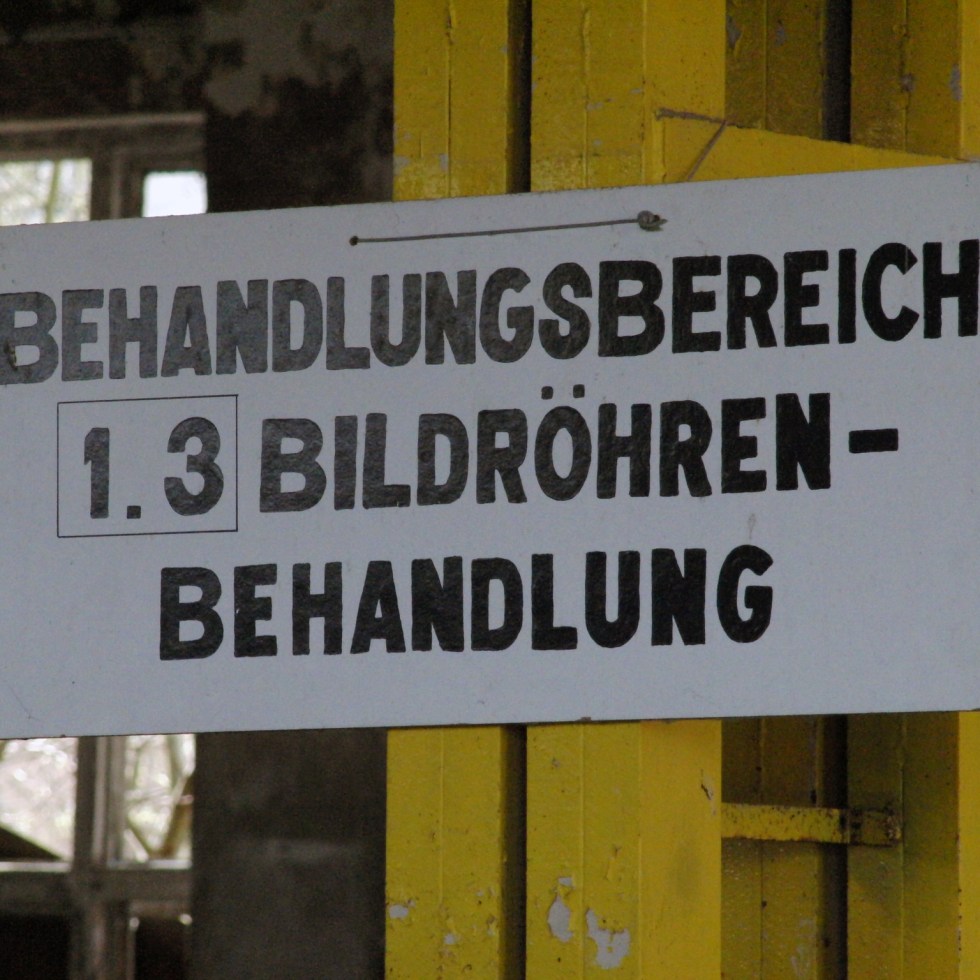 BEHANDLUNGSBEREICH
1.3 BILDRÖHREN-
BEHANDLUNG